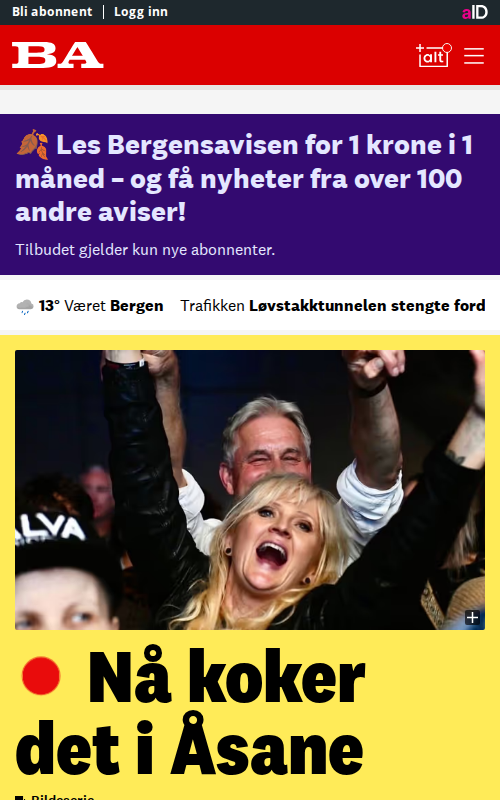 Bli abonnent | Logg inn
aID
BA
+alt
Les Bergensavisen for 1 krone i 1
måned – og få nyheter fra over 100
andre aviser!
Tilbudet gjelder kun nye abonnenter.
13° Været Bergen Trafikken Løvstakktunnelen stengte ford
ALVA
Nå koker
det i Åsane
Bildeserie